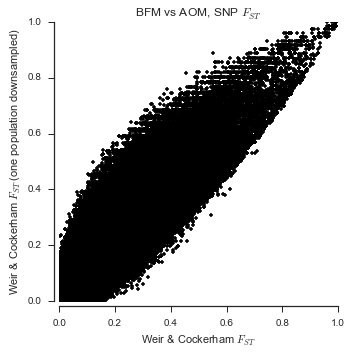 BFM vs AOM, SNP F_ST
Weir & Cockerham F_ST (one population downsampled)
1.0
0.8
0.6
0.4
0.2
0.0
0.0 0.2 0.4 0.6 0.8 1.0
Weir & Cockerham F_ST